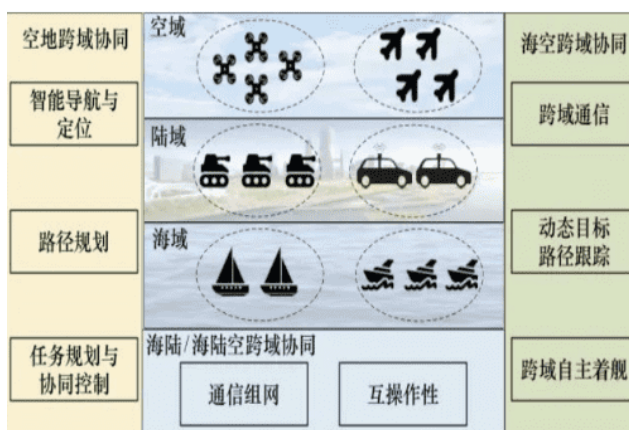 空地跨域协同
智能导航与
定位
路径规划
任务规划与
协同控制
空域
陆域
海域
海陆/海陆空跨域协同
通信组网
互操作性
海空跨域协同
跨域通信
动态目标
路径跟踪
跨域自主着舰